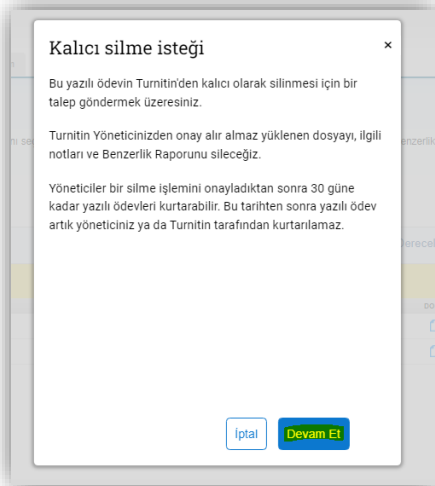 Kalıcı silme isteği
×
Bu yazılı ödevin Turnitin'den kalıcı olarak silinmesi için bir
talep göndermek üzeresiniz.
Turnitin Yöneticinizden onay alır almaz yüklenen dosyayı, ilgili
notları ve Benzerlik Raporunu sileceğiz.
Yöneticiler bir silme işlemini onayladıktan sonra 30 güne
kadar yazılı ödevleri kurtarabilir. Bu tarihten sonra yazılı ödev
artık yöneticiniz ya da Turnitin tarafından kurtarılamaz.
İptal Devam Et